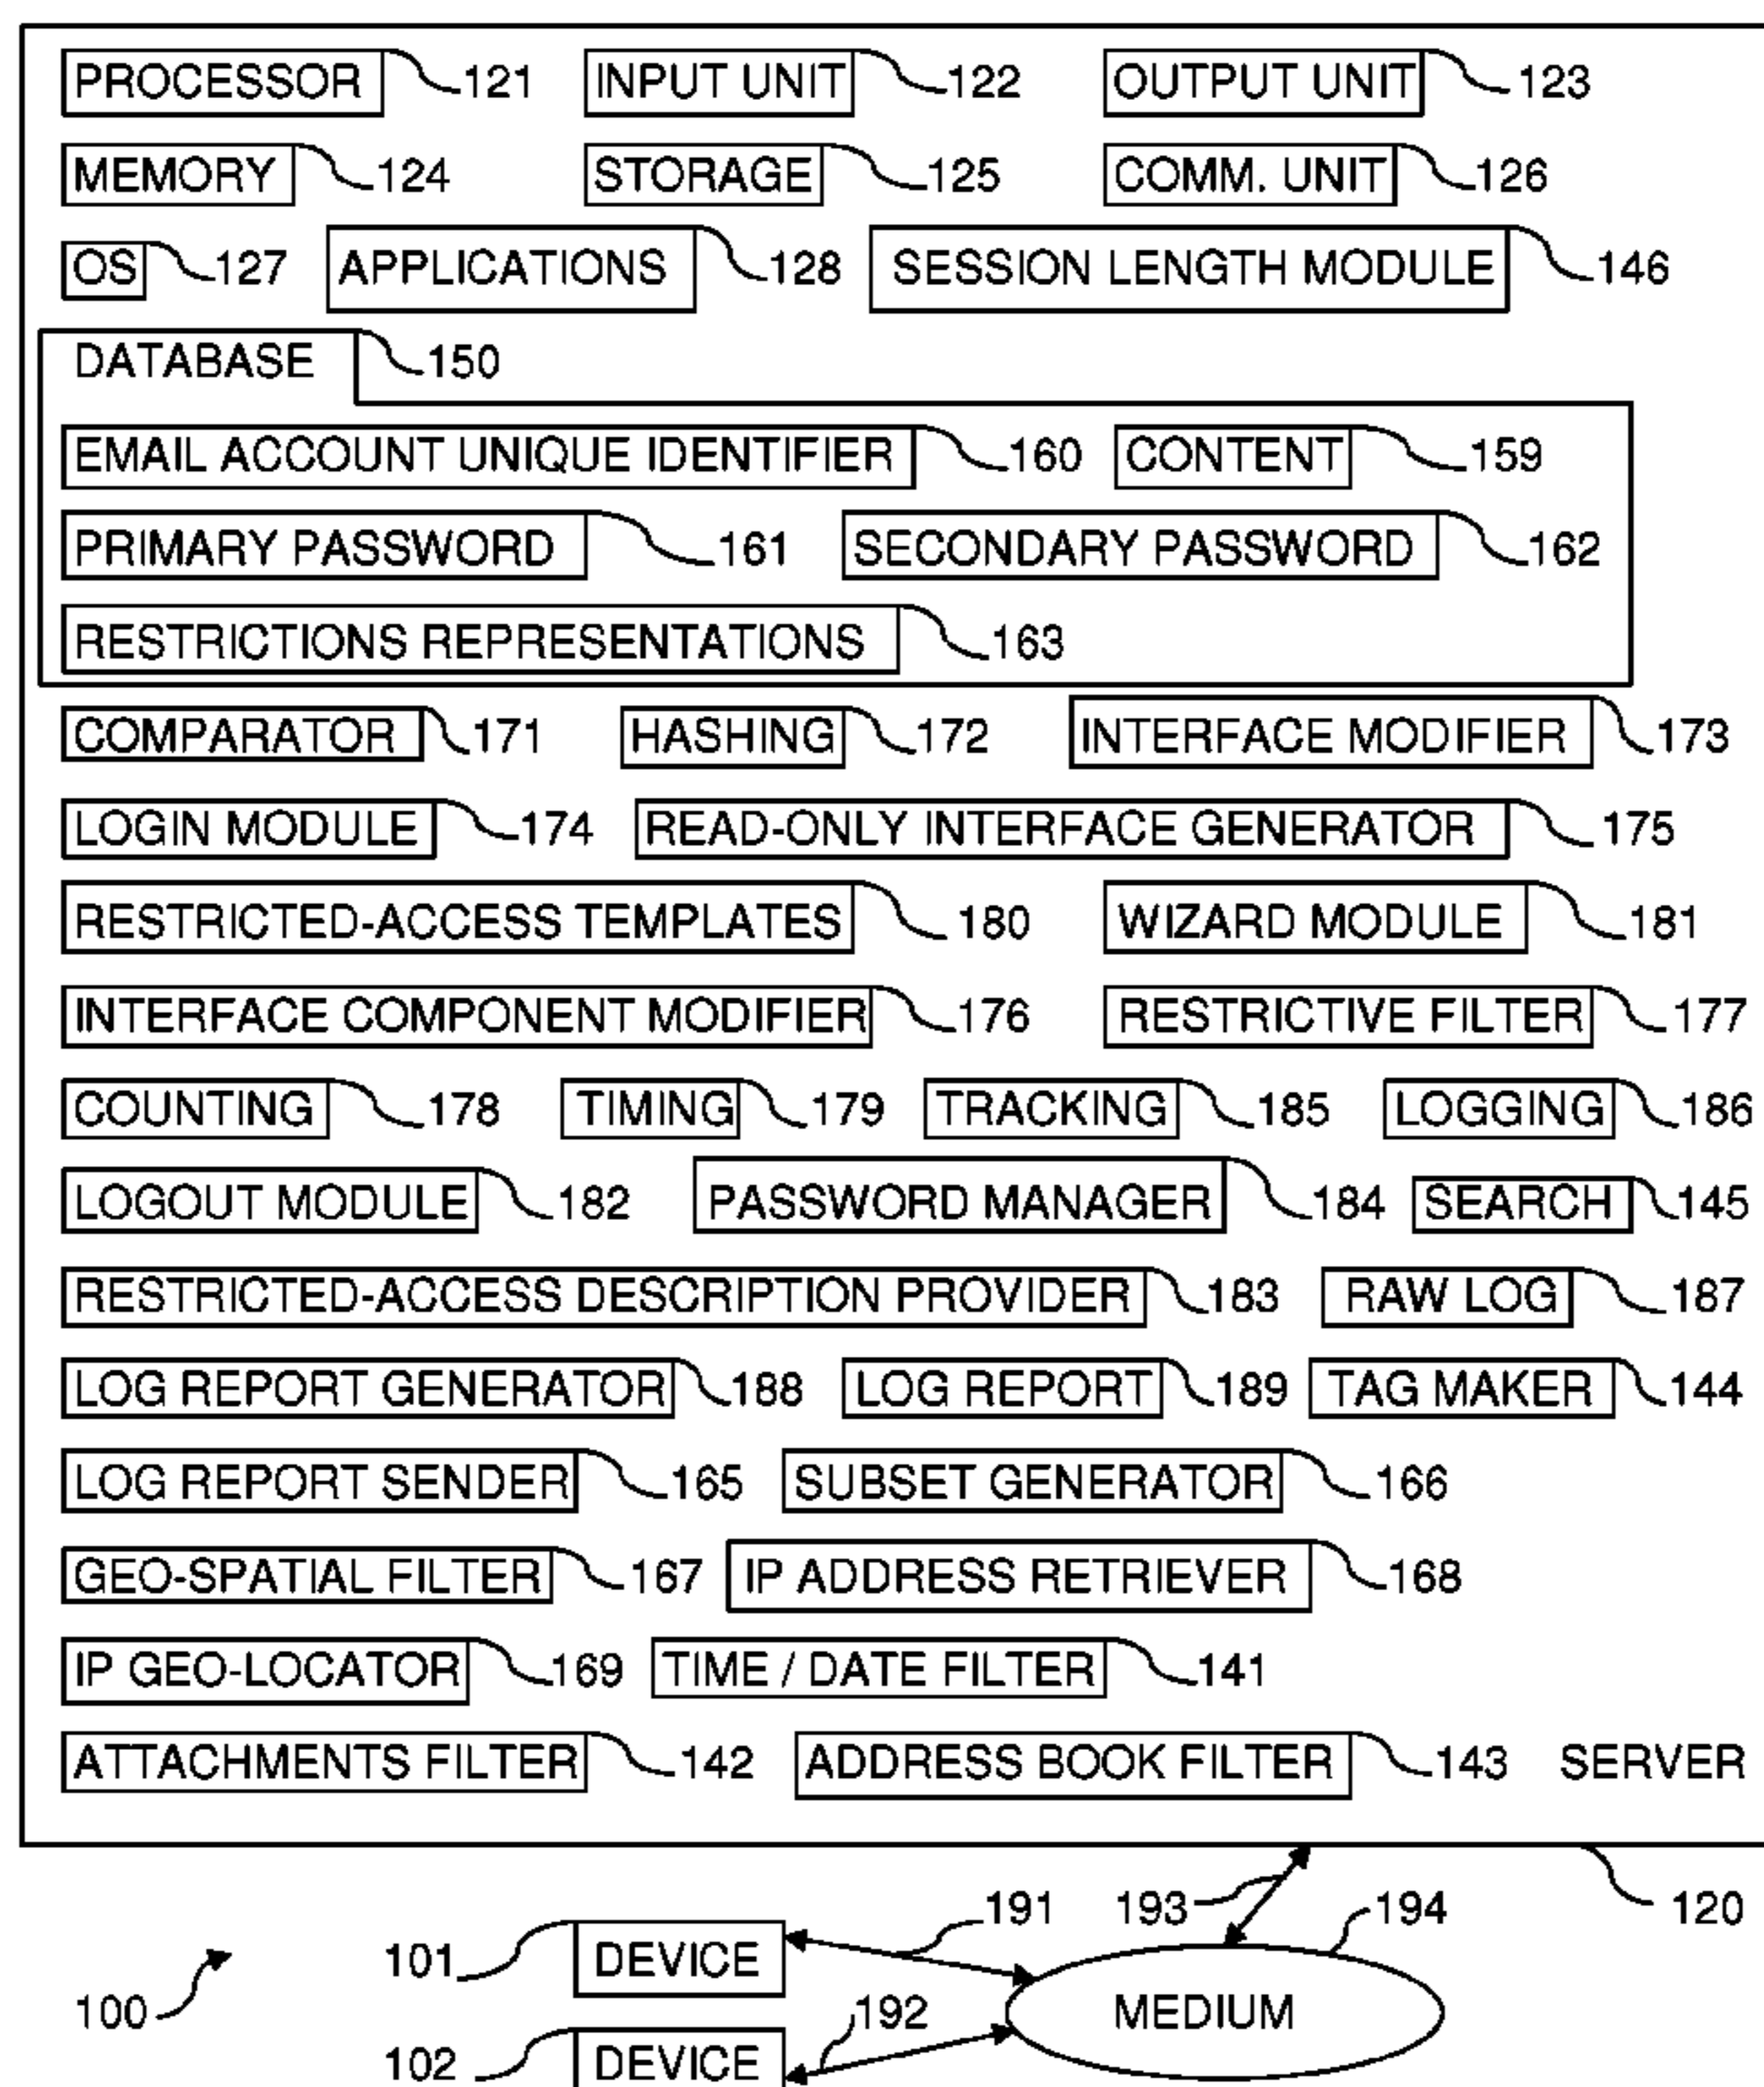 PROCESSOR 121 INPUT UNIT 122 OUTPUT UNIT 123
MEMORY 124 STORAGE 125 COMM. UNIT 126
OS 127 APPLICATIONS 128 SESSION LENGTH MODULE 146
DATABASE 150
EMAIL ACCOUNT UNIQUE IDENTIFIER 160 CONTENT 159
PRIMARY PASSWORD 161 SECONDARY PASSWORD 162
RESTRICTIONS REPRESENTATIONS 163
COMPARATOR 171 HASHING 172 INTERFACE MODIFIER 173
LOGIN MODULE 174 READ-ONLY INTERFACE GENERATOR 175
RESTRICTED-ACCESS TEMPLATES 180 WIZARD MODULE 181
INTERFACE COMPONENT MODIFIER 176 RESTRICTIVE FILTER 177
COUNTING 178 TIMING 179 TRACKING 185 LOGGING 186
LOGOUT MODULE 182 PASSWORD MANAGER 184 SEARCH 145
RESTRICTED-ACCESS DESCRIPTION PROVIDER 183 RAW LOG 187
LOG REPORT GENERATOR 188 LOG REPORT 189 TAG MAKER 144
LOG REPORT SENDER 165 SUBSET GENERATOR 166
GEO-SPATIAL FILTER 167 IP ADDRESS RETRIEVER 168
IP GEO-LOCATOR 169 TIME / DATE FILTER 141
ATTACHMENTS FILTER 142 ADDRESS BOOK FILTER 143 SERVER
191 193 194 120
101 DEVICE
100 MEDIUM
192
102 DEVICE